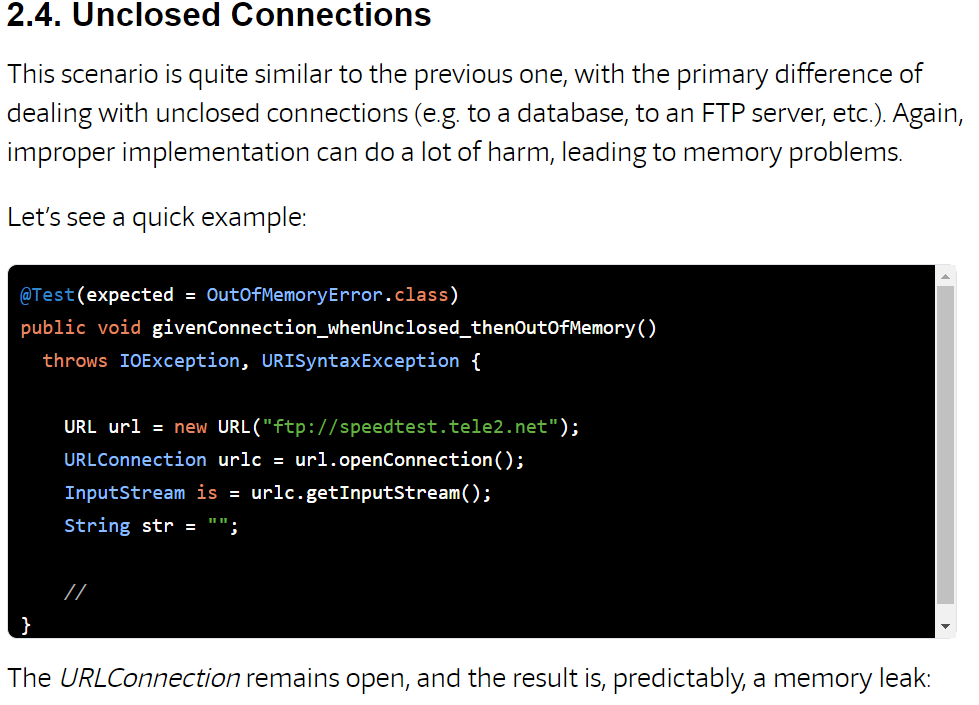 2.4. Unclosed Connections
This scenario is quite similar to the previous one, with the primary difference of
dealing with unclosed connections (e.g. to a database, to an FTP server, etc.). Again,
improper implementation can do a lot of harm, leading to memory problems.
Let’s see a quick example:
@Test(expected = OutOfMemoryError.class)
public void givenConnection_whenUnclosed_thenOutOfMemory()
  throws IOException, URISyntaxException {
    URL url = new URL("ftp://speedtest.tele2.net");
    URLConnection urlc = url.openConnection();
    InputStream is = urlc.getInputStream();
    String str = "";
    //
}
The URLConnection remains open, and the result is, predictably, a memory leak: